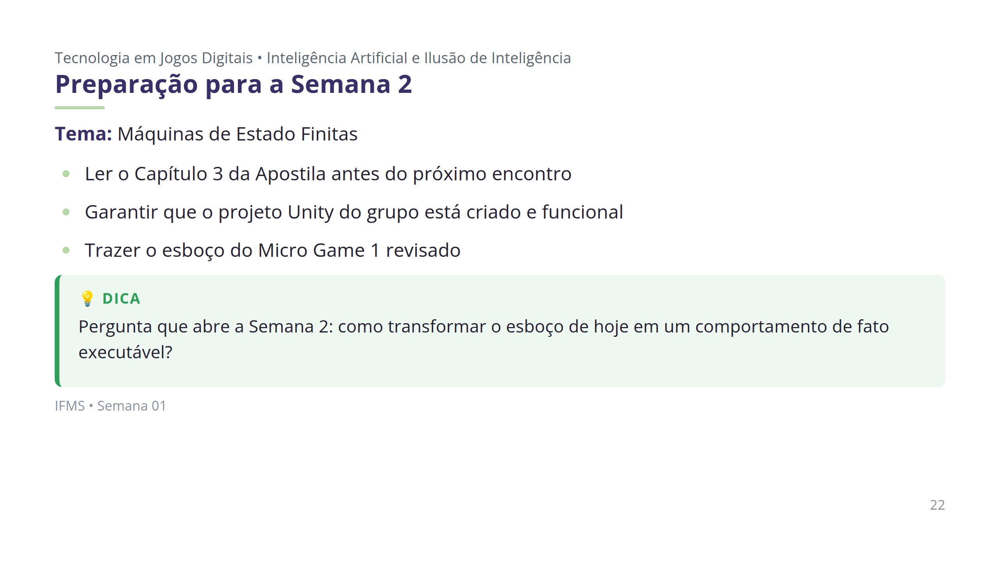 Tecnologia em Jogos Digitais • Inteligência Artificial e Ilusão de Inteligência
Preparação para a Semana 2
Tema: Máquinas de Estado Finitas
• Ler o Capítulo 3 da Apostila antes do próximo encontro
• Garantir que o projeto Unity do grupo está criado e funcional
• Trazer o esboço do Micro Game 1 revisado
💡 DICA
Pergunta que abre a Semana 2: como transformar o esboço de hoje em um comportamento de fato
executável?
IFMS • Semana 01
22